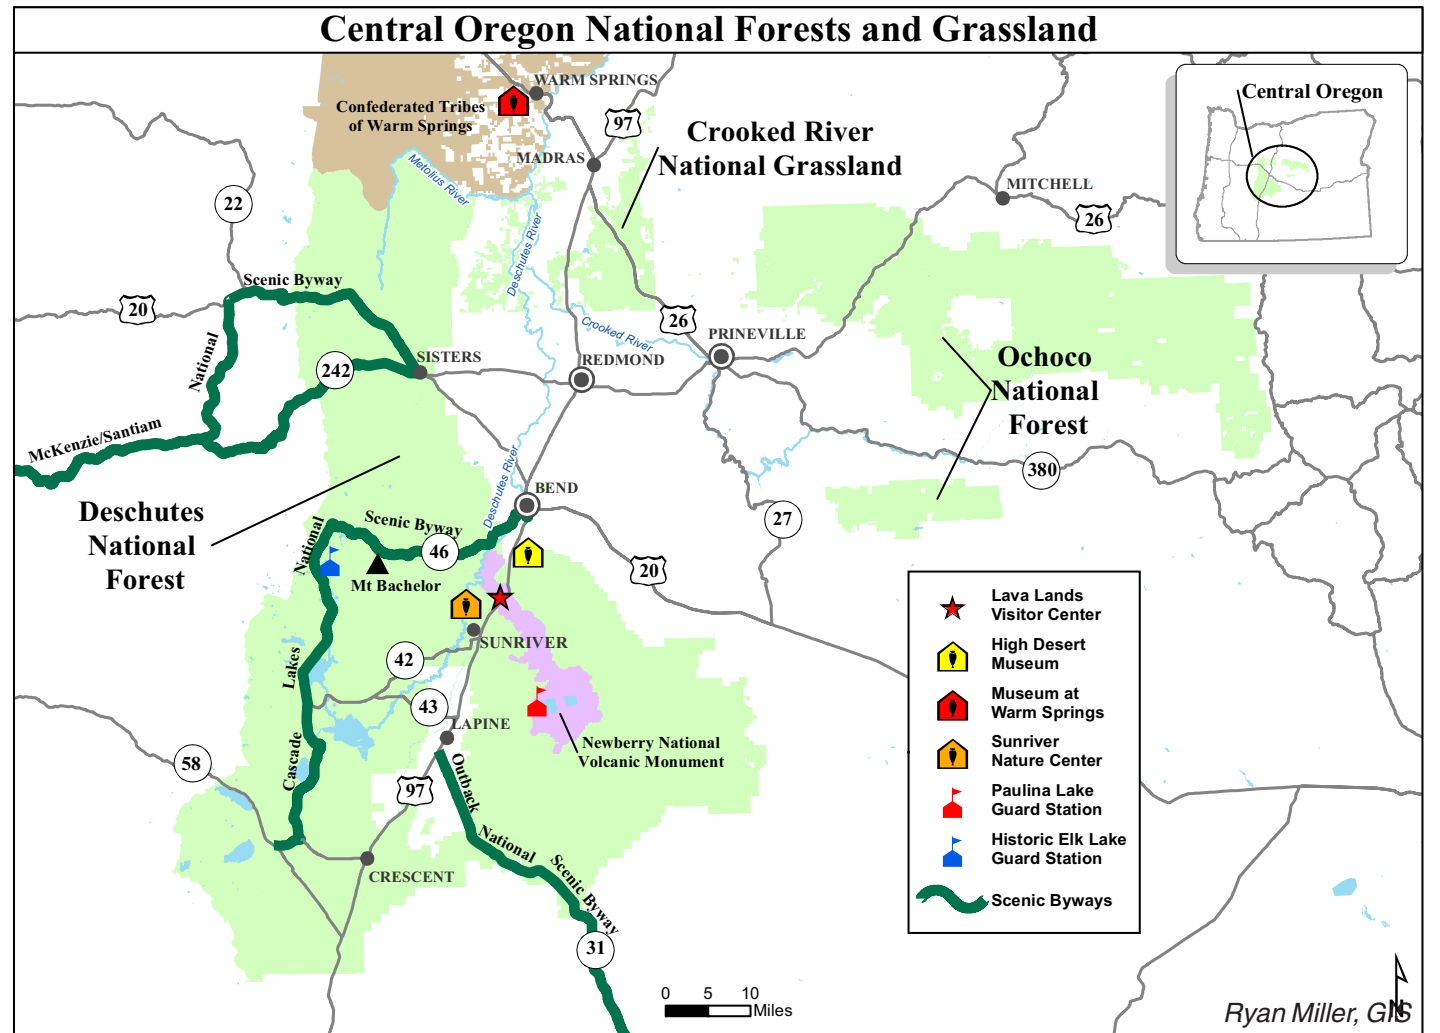 Central Oregon National Forests and Grassland
WARM SPRINGS
Confederated Tribes
of Warm Springs
97
Central Oregon
Crooked River
National Grassland
MADRAS
Metolius River
MITCHELL
26
22
Deschutes River
Scenic Byway
20
26
Crooked River
PRINEVILLE
National
242
SISTERS
REDMOND
Ochoco
National
Forest
McKenzie/Santiam
380
Deschutes River
BEND
Deschutes
National
Forest
National
Scenic Byway
46
27
Mt Bachelor
20
SUNRIVER
42
Lakes
43
LAPINE
Newberry National
Volcanic Monument
Cascade
58
97
Outback
National
Scenic Byway
CRESCENT
31
Lava Lands
Visitor Center
High Desert
Museum
Museum at
Warm Springs
Sunriver
Nature Center
Paulina Lake
Guard Station
Historic Elk Lake
Guard Station
Scenic Byways
0 5 10
Miles
N
Ryan Miller, GIS